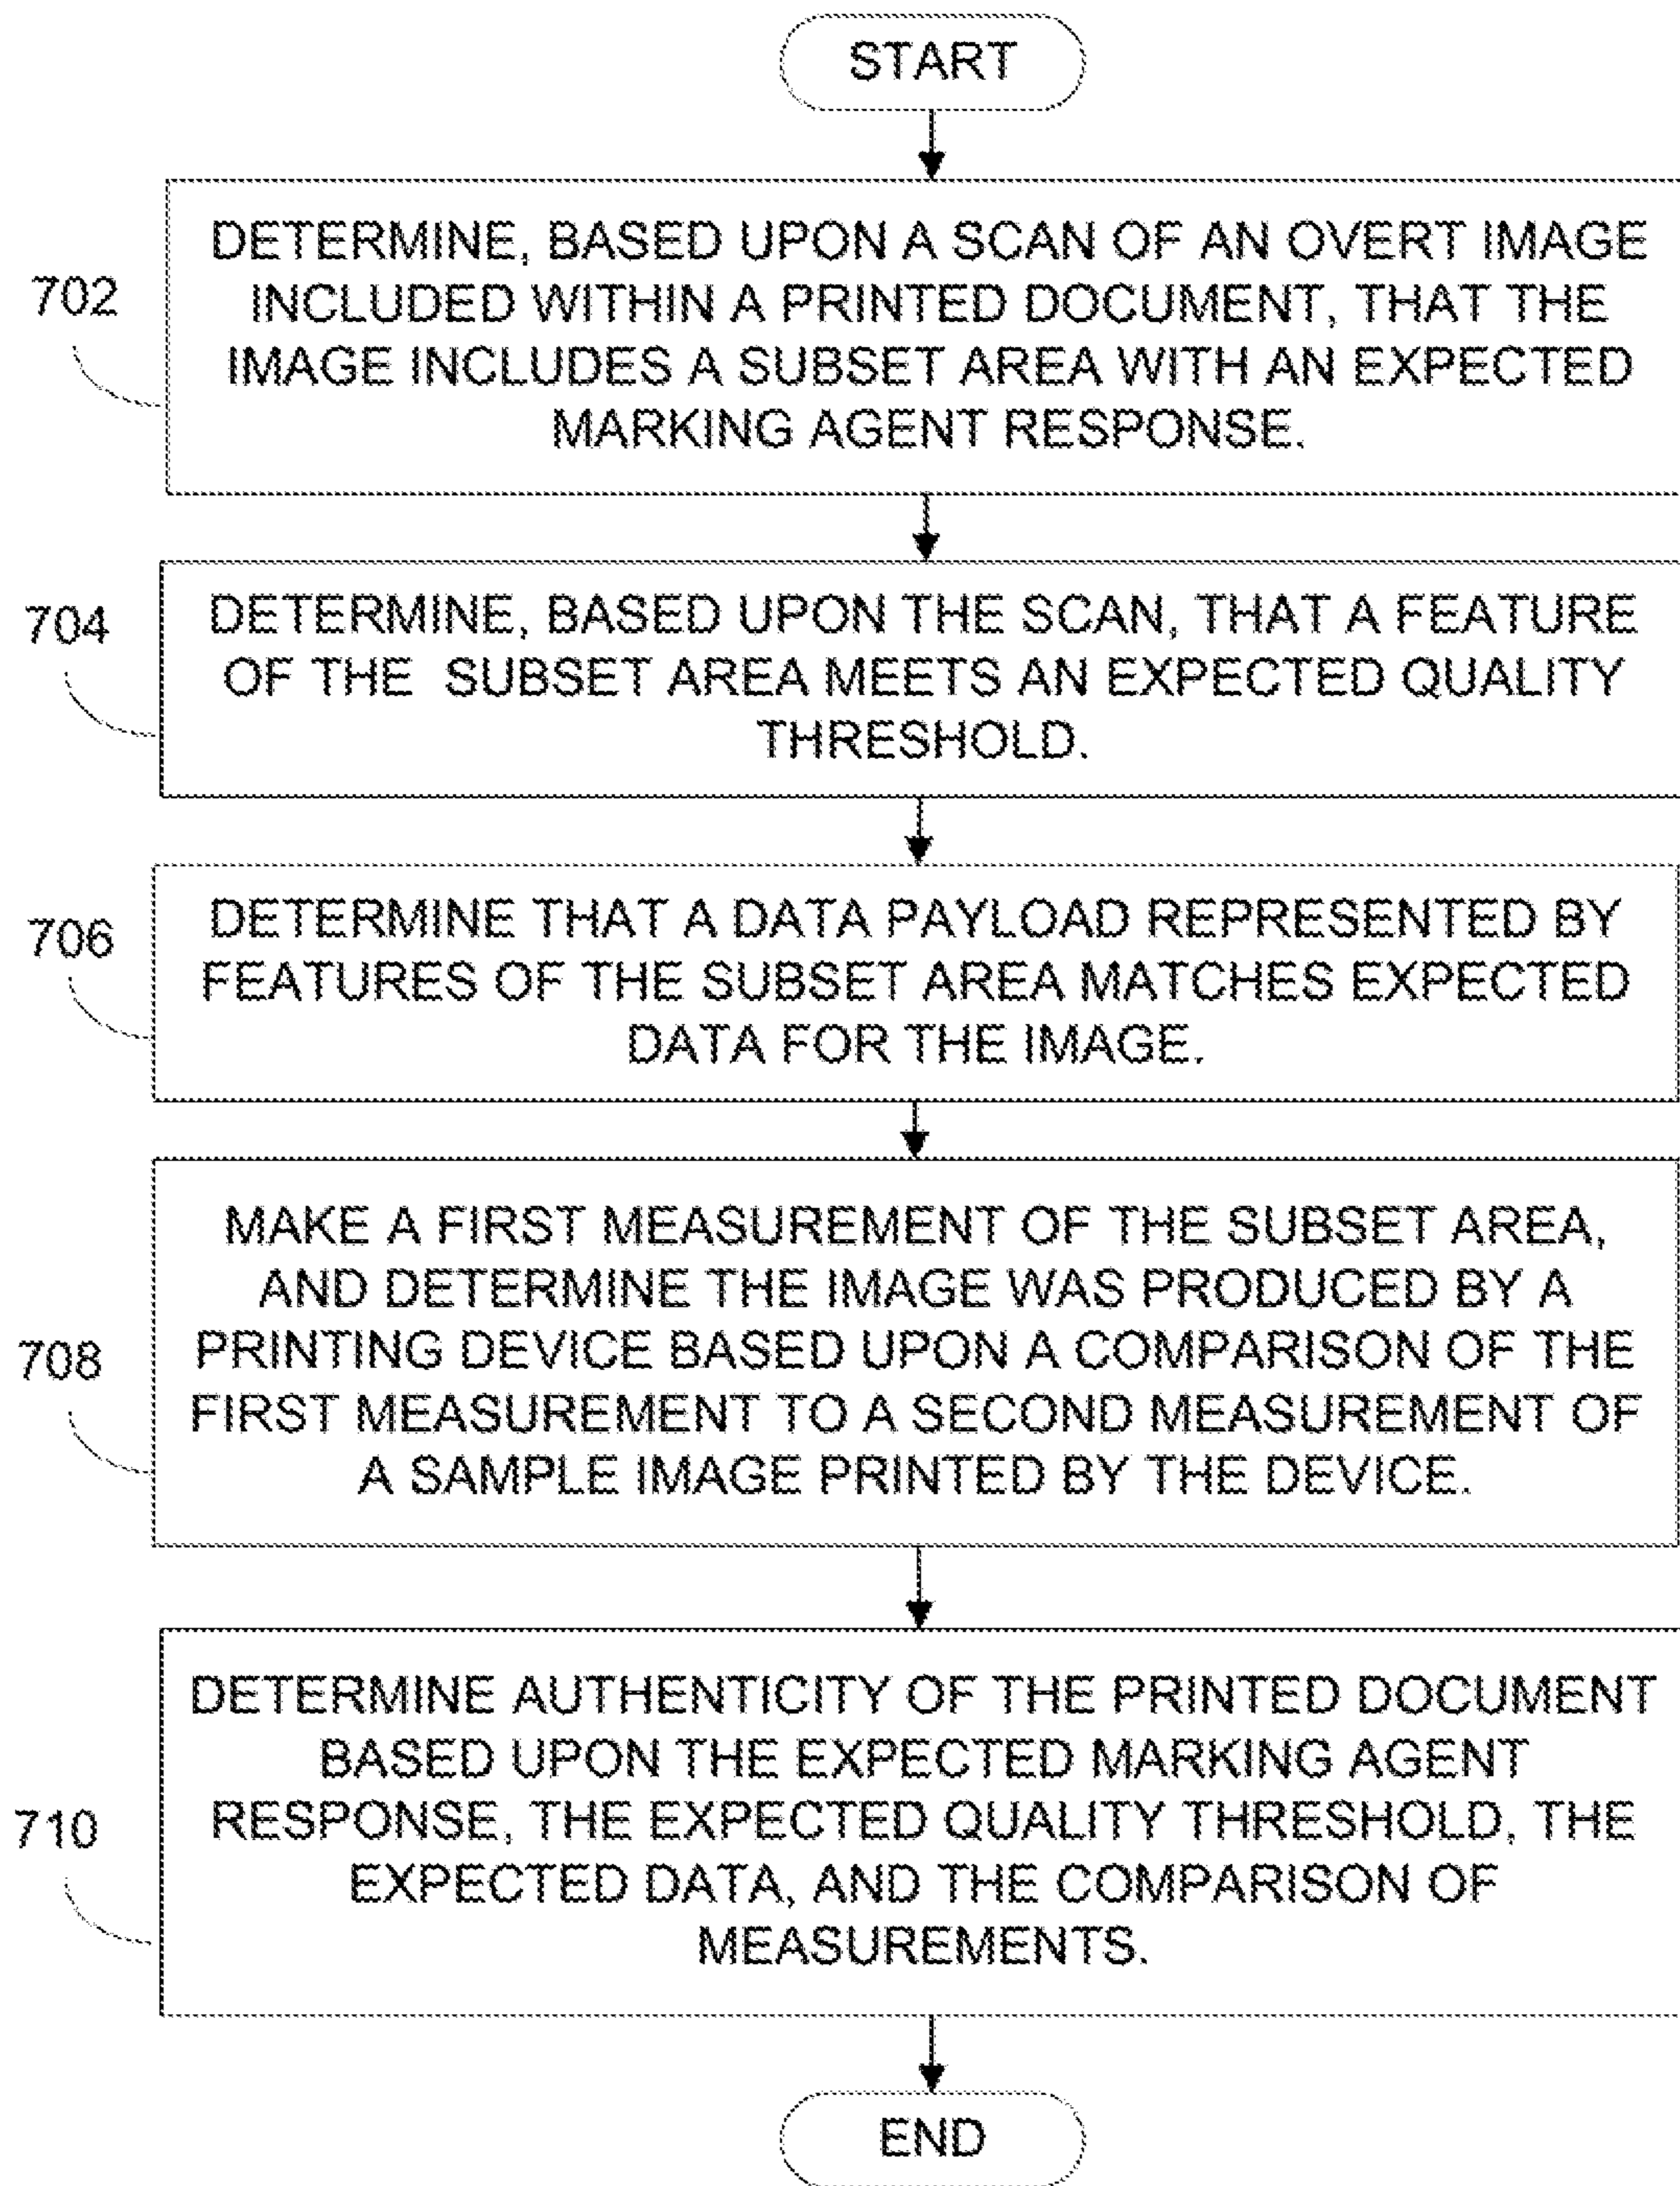 START
702
DETERMINE, BASED UPON A SCAN OF AN OVERT IMAGE
INCLUDED WITHIN A PRINTED DOCUMENT, THAT THE
IMAGE INCLUDES A SUBSET AREA WITH AN EXPECTED
MARKING AGENT RESPONSE.
704
DETERMINE, BASED UPON THE SCAN, THAT A FEATURE
OF THE SUBSET AREA MEETS AN EXPECTED QUALITY
THRESHOLD.
706
DETERMINE THAT A DATA PAYLOAD REPRESENTED BY
FEATURES OF THE SUBSET AREA MATCHES EXPECTED
DATA FOR THE IMAGE.
708
MAKE A FIRST MEASUREMENT OF THE SUBSET AREA,
AND DETERMINE THE IMAGE WAS PRODUCED BY A
PRINTING DEVICE BASED UPON A COMPARISON OF THE
FIRST MEASUREMENT TO A SECOND MEASUREMENT OF
A SAMPLE IMAGE PRINTED BY THE DEVICE.
710
DETERMINE AUTHENTICITY OF THE PRINTED DOCUMENT
BASED UPON THE EXPECTED MARKING AGENT
RESPONSE, THE EXPECTED QUALITY THRESHOLD, THE
EXPECTED DATA, AND THE COMPARISON OF
MEASUREMENTS.
END